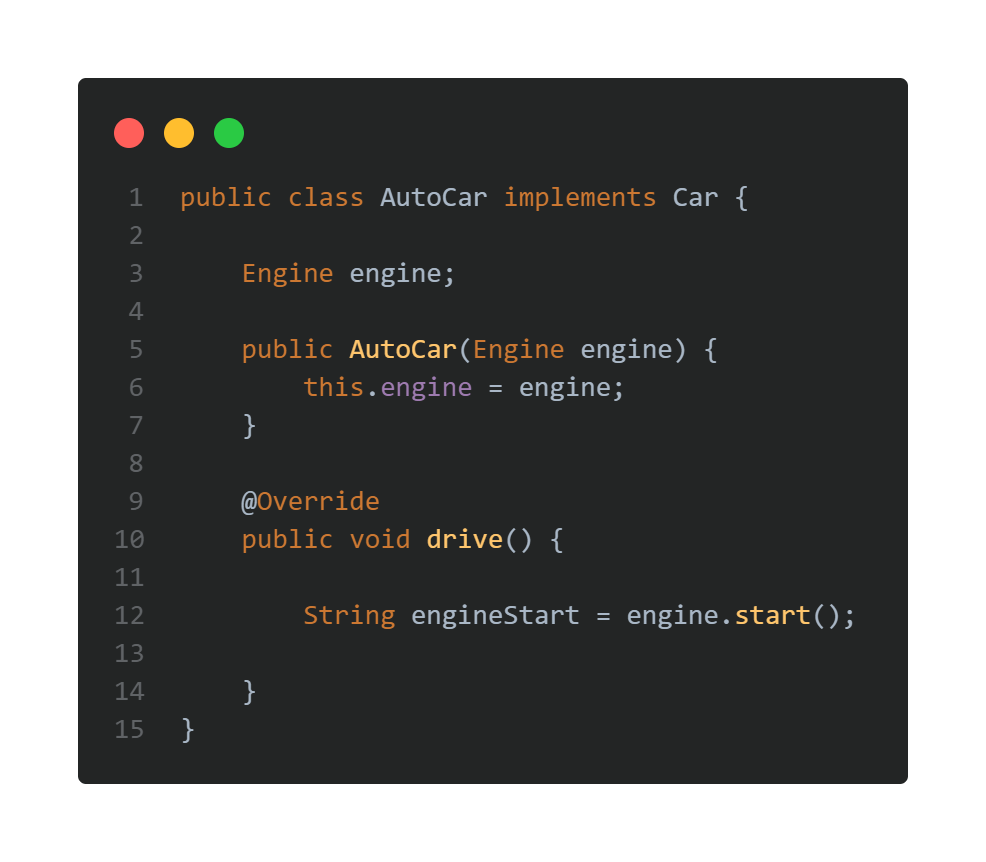 1 public class AutoCar implements Car {
2
3     Engine engine;
4
5     public AutoCar(Engine engine) {
6         this.engine = engine;
7     }
8
9     @Override
10     public void drive() {
11
12         String engineStart = engine.start();
13
14     }
15 }